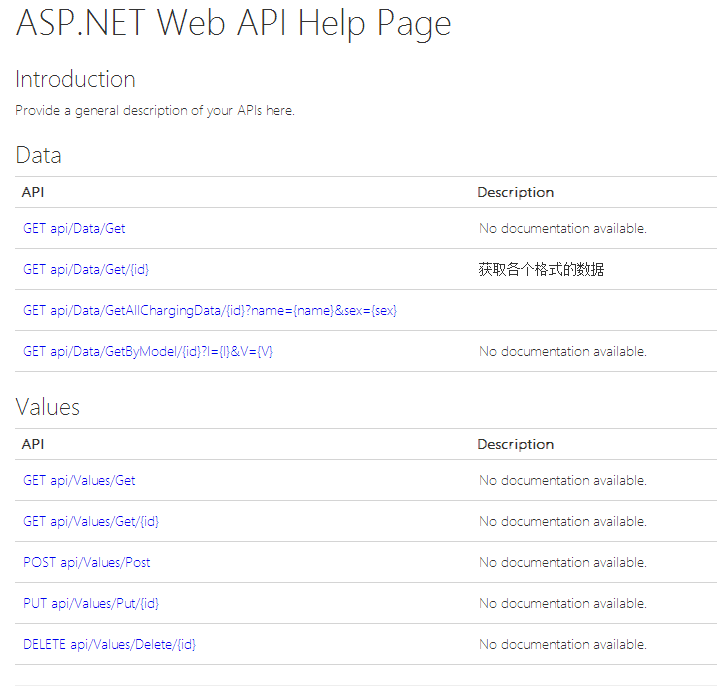 ASP.NET Web API Help Page
Introduction
Provide a general description of your APIs here.
Data
API Description
GET api/Data/Get No documentation available.
GET api/Data/Get/{id} 获取各个格式的数据
GET api/Data/GetAllChargingData/{id}?name={name}&sex={sex}
GET api/Data/GetByModel/{id}?I={I}&V={V} No documentation available.
Values
API Description
GET api/Values/Get No documentation available.
GET api/Values/Get/{id} No documentation available.
POST api/Values/Post No documentation available.
PUT api/Values/Put/{id} No documentation available.
DELETE api/Values/Delete/{id} No documentation available.